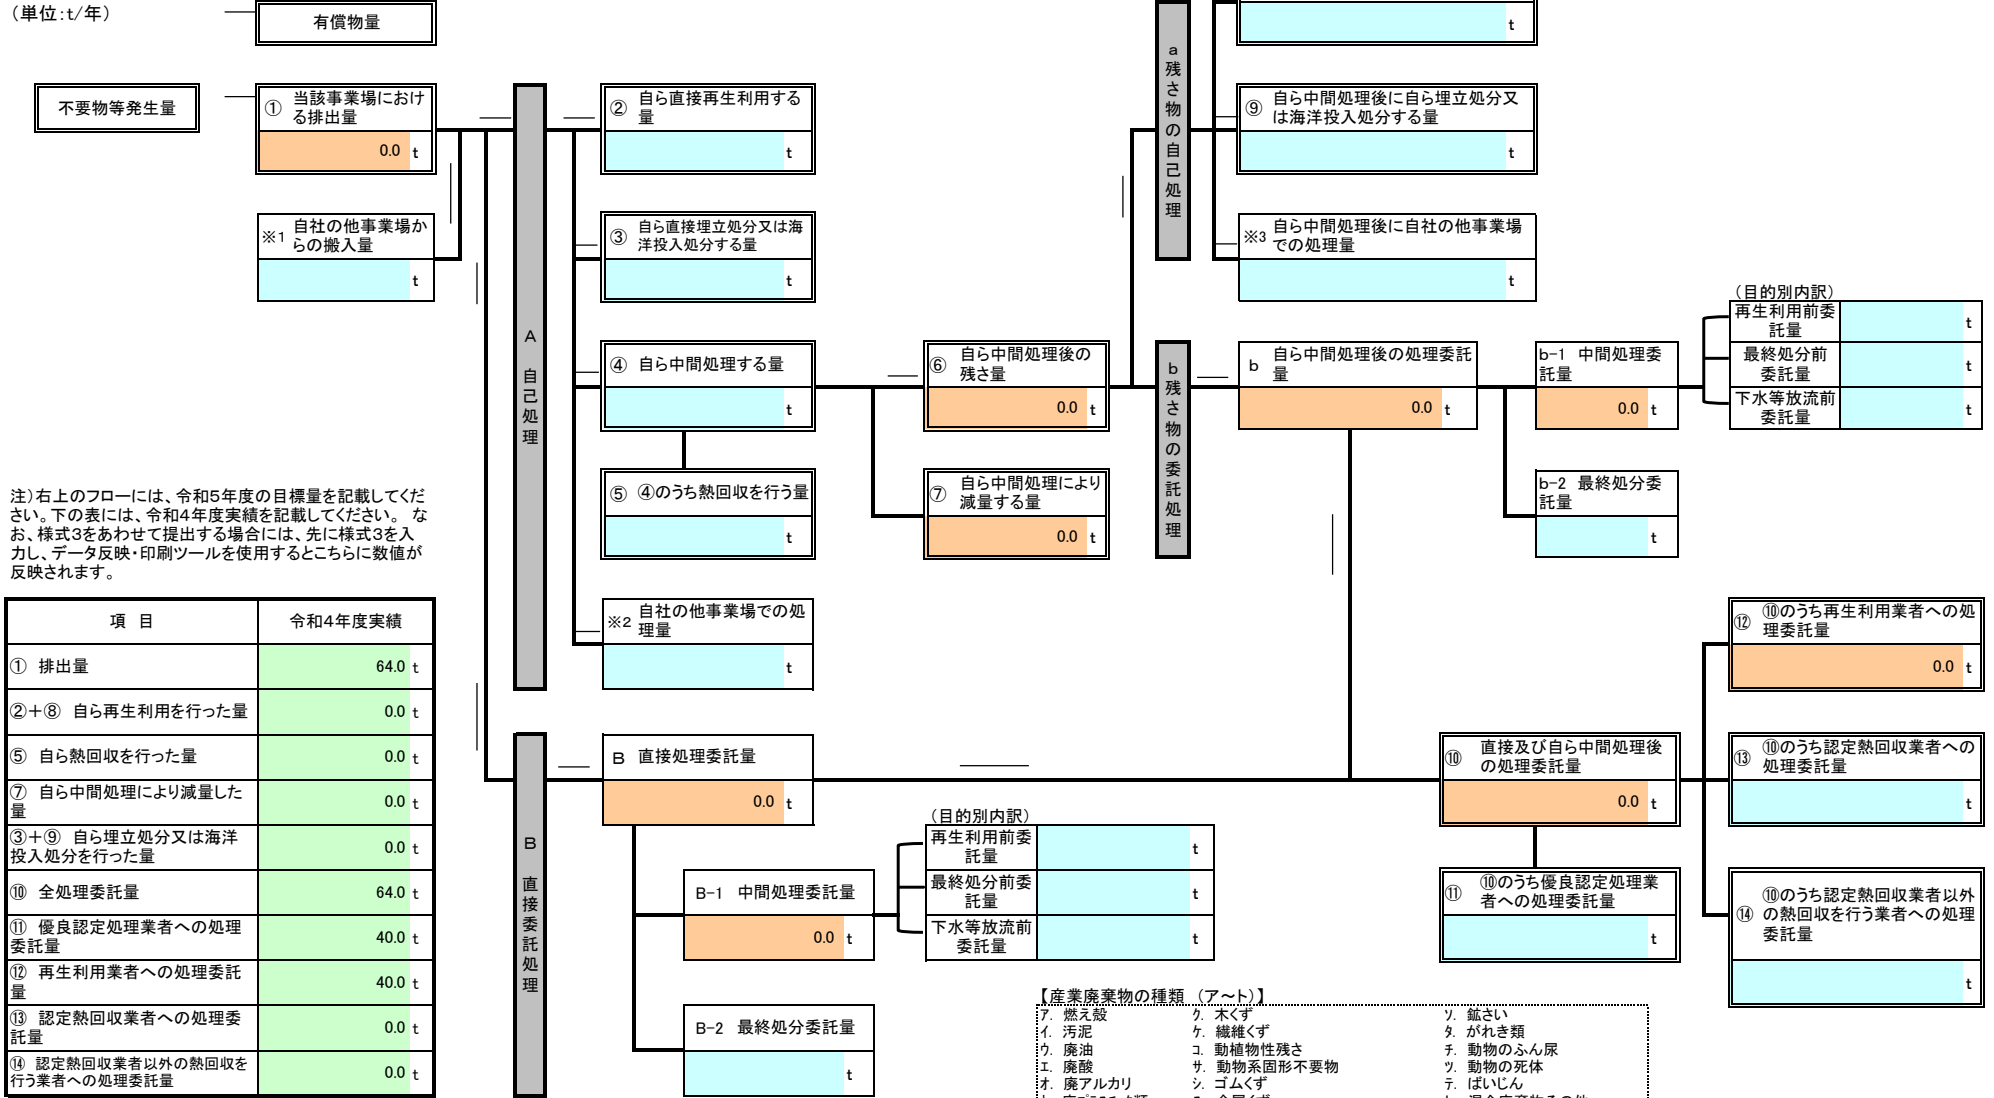 （単位:t/年）
有償物量
t
不要物等発生量
① 当該事業場におけ
る排出量
0.0 t
※1 自社の他事業場か
らの搬入量
t
A 自己処理
② 自ら直接再生利用する
量
t
③ 自ら直接埋立処分又は海
洋投入処分する量
t
④ 自ら中間処理する量
t
⑤ ④のうち熱回収を行う量
t
※2 自社の他事業場での処
理量
t
⑥ 自ら中間処理後の
残さ量
0.0 t
⑦ 自ら中間処理により
減量する量
0.0 t
a 残さ物の自己処理
⑨ 自ら中間処理後に自ら埋立処分又
は海洋投入処分する量
t
※3 自ら中間処理後に自社の他事業場
での処理量
t
b 残さ物の委託処理
b 自ら中間処理後の処理委託
量
0.0 t
b-1 中間処理委
託量
0.0 t
b-2 最終処分委
託量
t
（目的別内訳）
再生利用前委
託量
t
最終処分前
委託量
t
下水等放流前
委託量
t
注）右上のフローには、令和5年度の目標量を記載してくだ
さい。下の表には、令和4年度実績を記載してください。 な
お、様式3をあわせて提出する場合には、先に様式3を入
力し、データ反映・印刷ツールを使用するとこちらに数値が
反映されます。
項 目 令和4年度実績
① 排出量 64.0 t
②＋⑧ 自ら再生利用を行った量 0.0 t
⑤ 自ら熱回収を行った量 0.0 t
⑦ 自ら中間処理により減量した
量 0.0 t
③＋⑨ 自ら埋立処分又は海洋
投入処分を行った量 0.0 t
⑩ 全処理委託量 64.0 t
⑪ 優良認定処理業者への処理
委託量 40.0 t
⑫ 再生利用業者への処理委託
量 40.0 t
⑬ 認定熱回収業者への処理委
託量 0.0 t
⑭ 認定熱回収業者以外の熱回収を
行う業者への処理委託量 0.0 t
B 直接委託処理
B 直接処理委託量
0.0 t
B-1 中間処理委託量
0.0 t
B-2 最終処分委託量
t
（目的別内訳）
再生利用前委
託量
t
最終処分前委
託量
t
下水等放流前
委託量
t
⑩ 直接及び自ら中間処理後
の処理委託量
0.0 t
⑪ ⑩のうち優良認定処理業
者への処理委託量
t
⑫ ⑩のうち再生利用業者への処
理委託量
0.0 t
⑬ ⑩のうち認定熱回収業者への
処理委託量
t
⑭ ⑩のうち認定熱回収業者以外
の熱回収を行う業者への処理
委託量
t
【産業廃棄物の種類 （ア～ト）】
ア. 燃え殻 ク. 木くず ソ. 鉱さい
イ. 汚泥 ケ. 繊維くず タ. がれき類
ウ. 廃油 コ. 動植物性残さ チ. 動物のふん尿
エ. 廃酸 サ. 動物系固形不要物 ツ. 動物の死体
オ. 廃アルカリ シ. ゴムくず テ. ばいじん